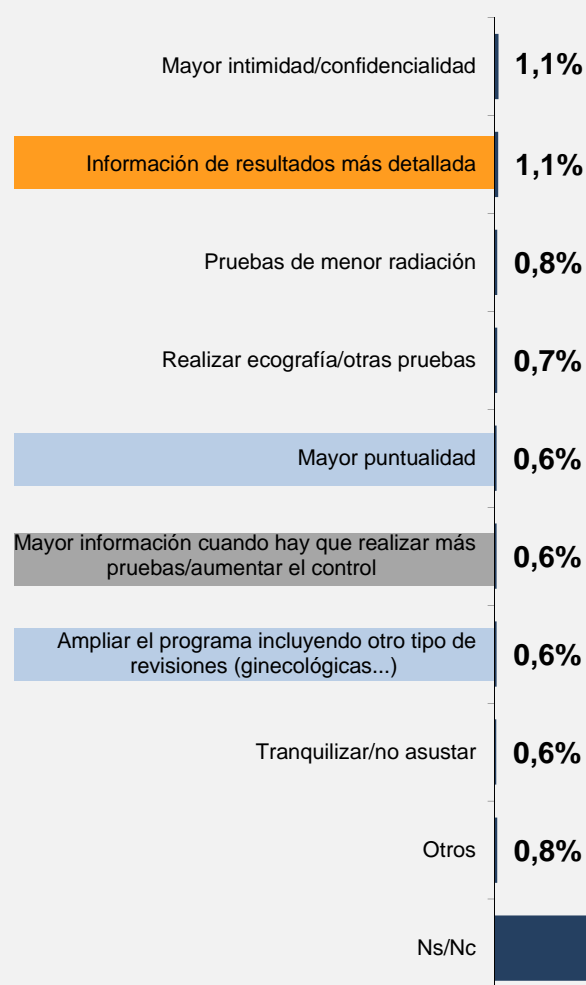 Mayor intimidad/confidencialidad 1,1%
Información de resultados más detallada 1,1%
Pruebas de menor radiación 0,8%
Realizar ecografía/otras pruebas 0,7%
Mayor puntualidad 0,6%
Mayor información cuando hay que realizar más
pruebas/aumentar el control 0,6%
Ampliar el programa incluyendo otro tipo de
revisiones (ginecológicas...) 0,6%
Tranquilizar/no asustar 0,6%
Otros 0,8%
Ns/Nc